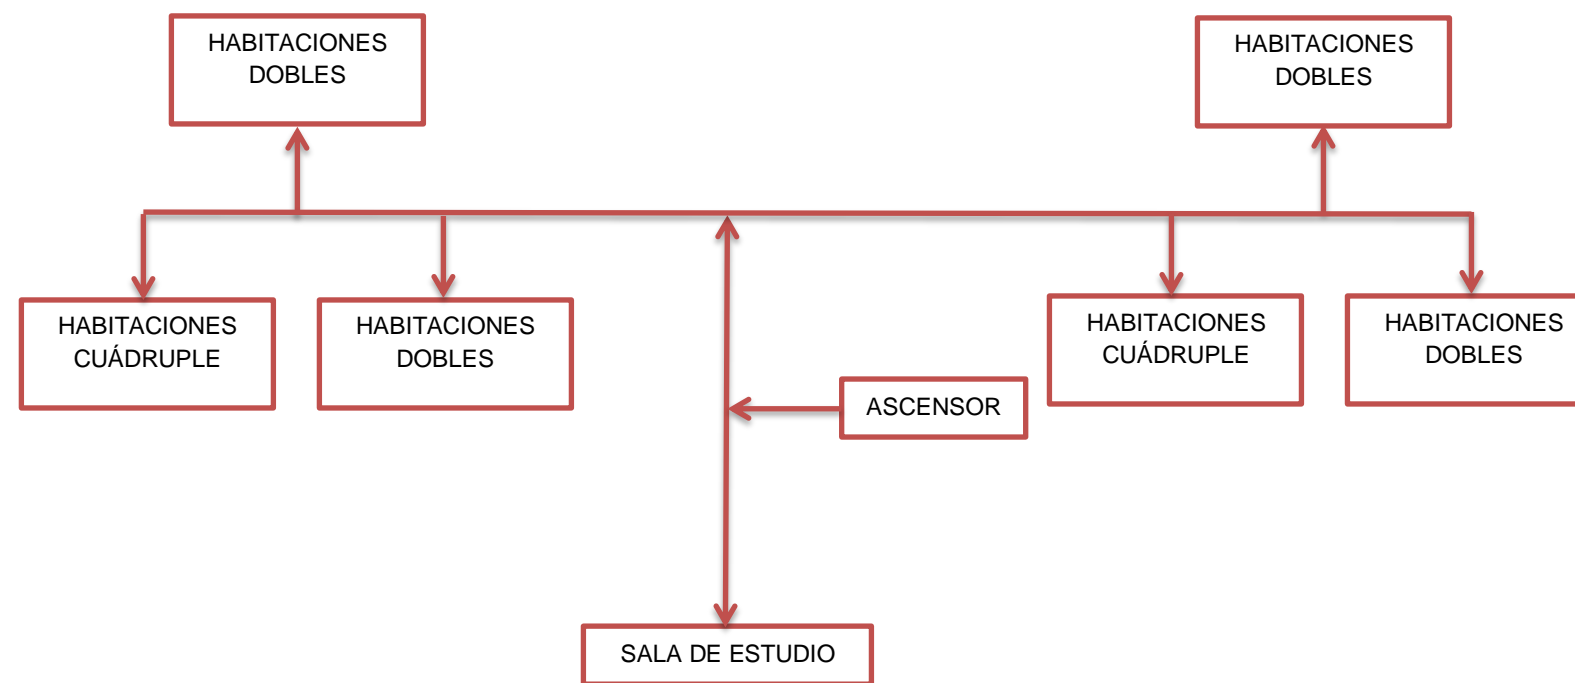 HABITACIONES
DOBLES
HABITACIONES
DOBLES
HABITACIONES
CUÁDRUPLE
HABITACIONES
DOBLES
HABITACIONES
CUÁDRUPLE
HABITACIONES
DOBLES
ASCENSOR
SALA DE ESTUDIO